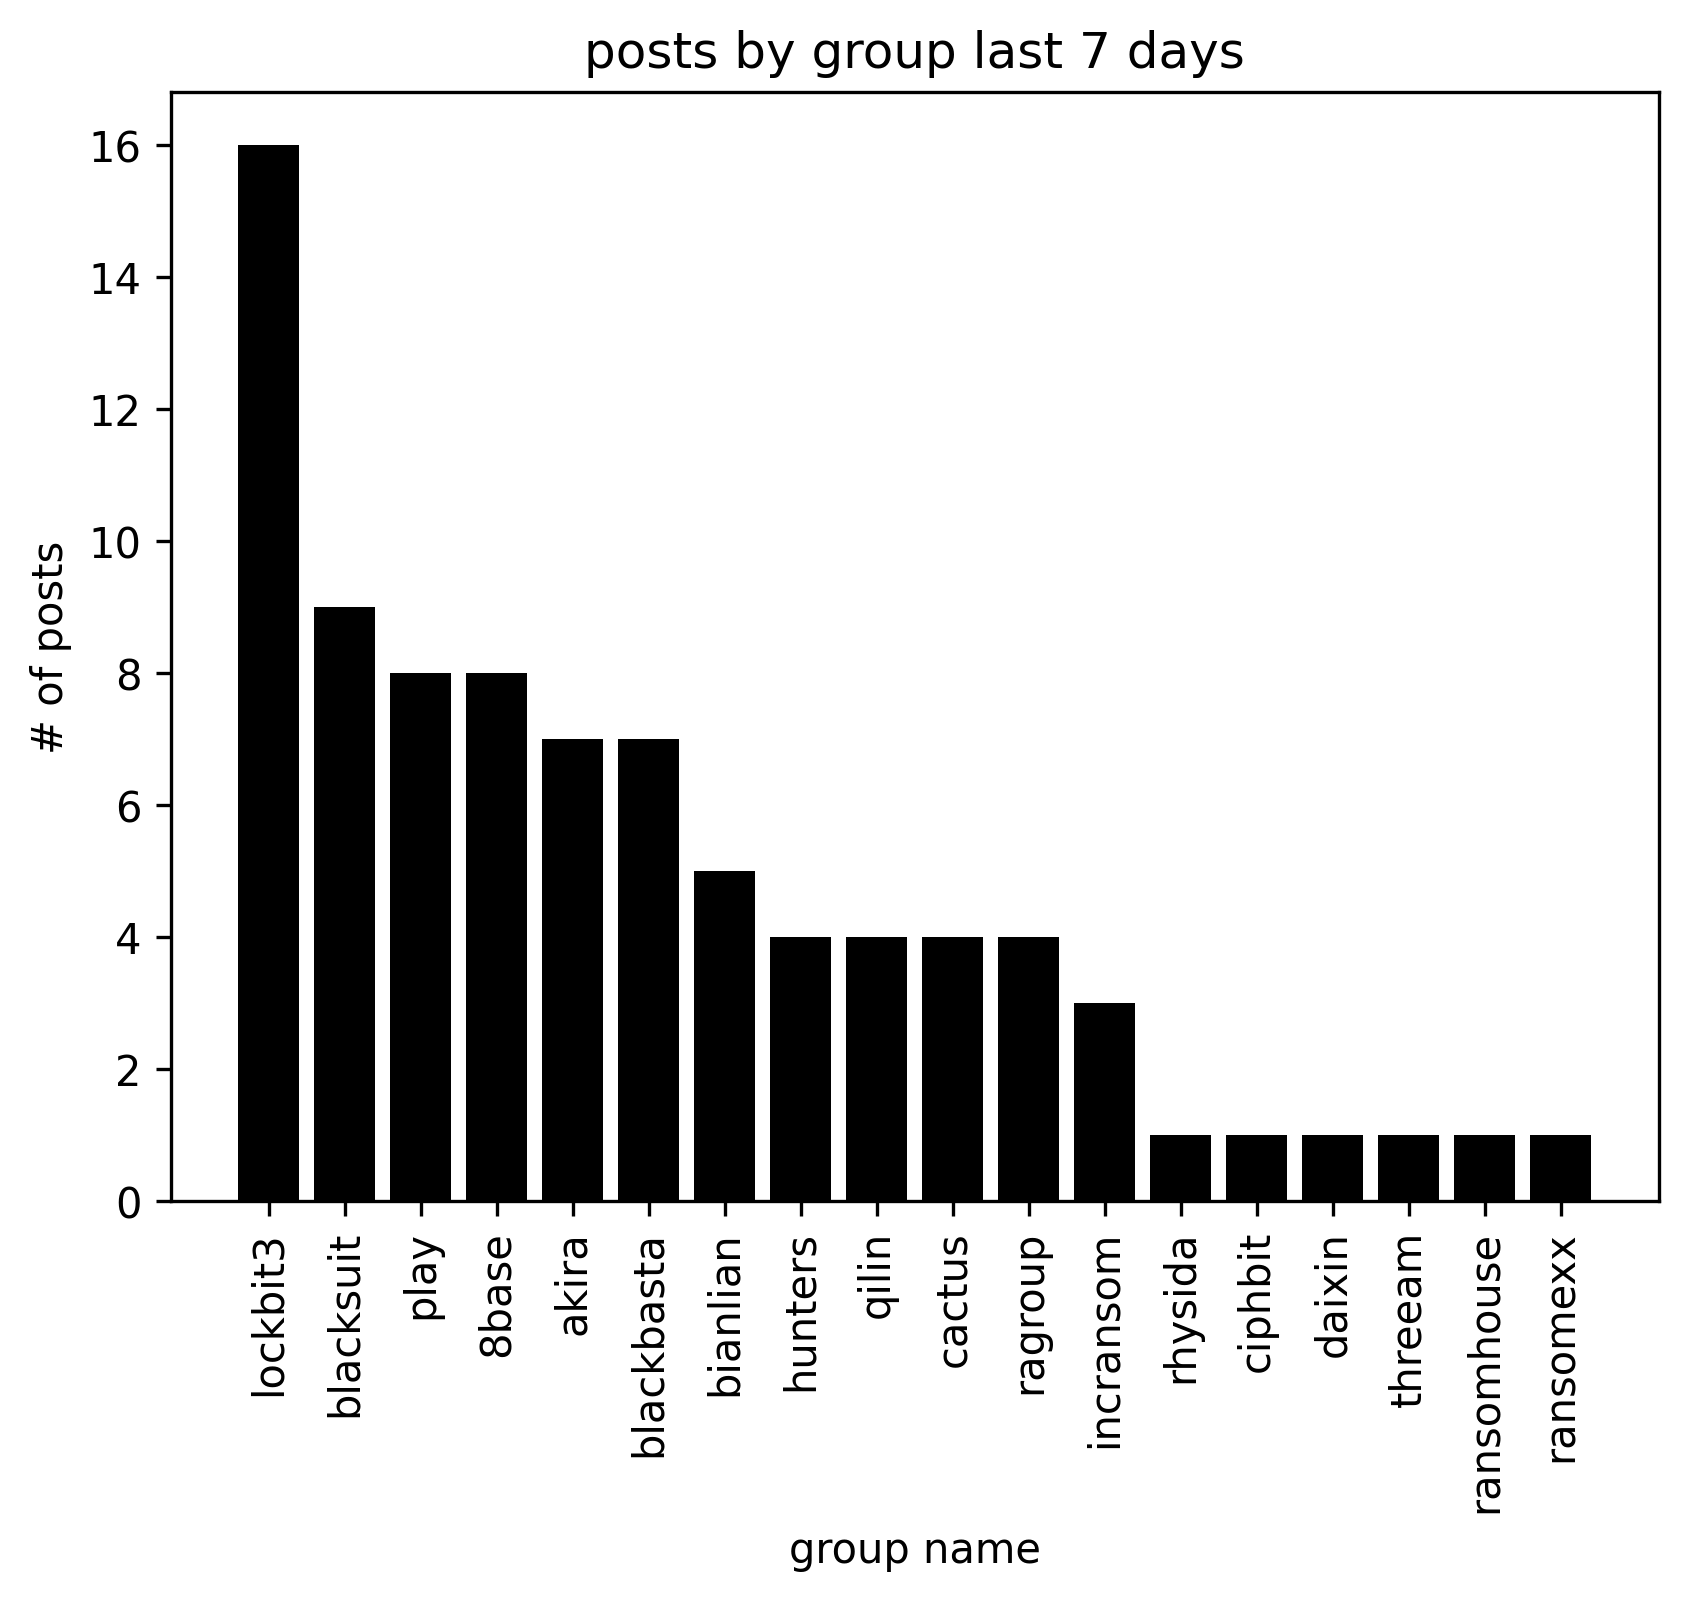 posts by group last 7 days
16
14
12
10
8
6
4
2
0
# of posts
lockbit3
blacksuit
play
8base
akira
blackbasta
bianlian
hunters
qilin
cactus
ragroup
incransom
rhysida
ciphbit
daixin
threeam
ransomhouse
ransomexx
group name